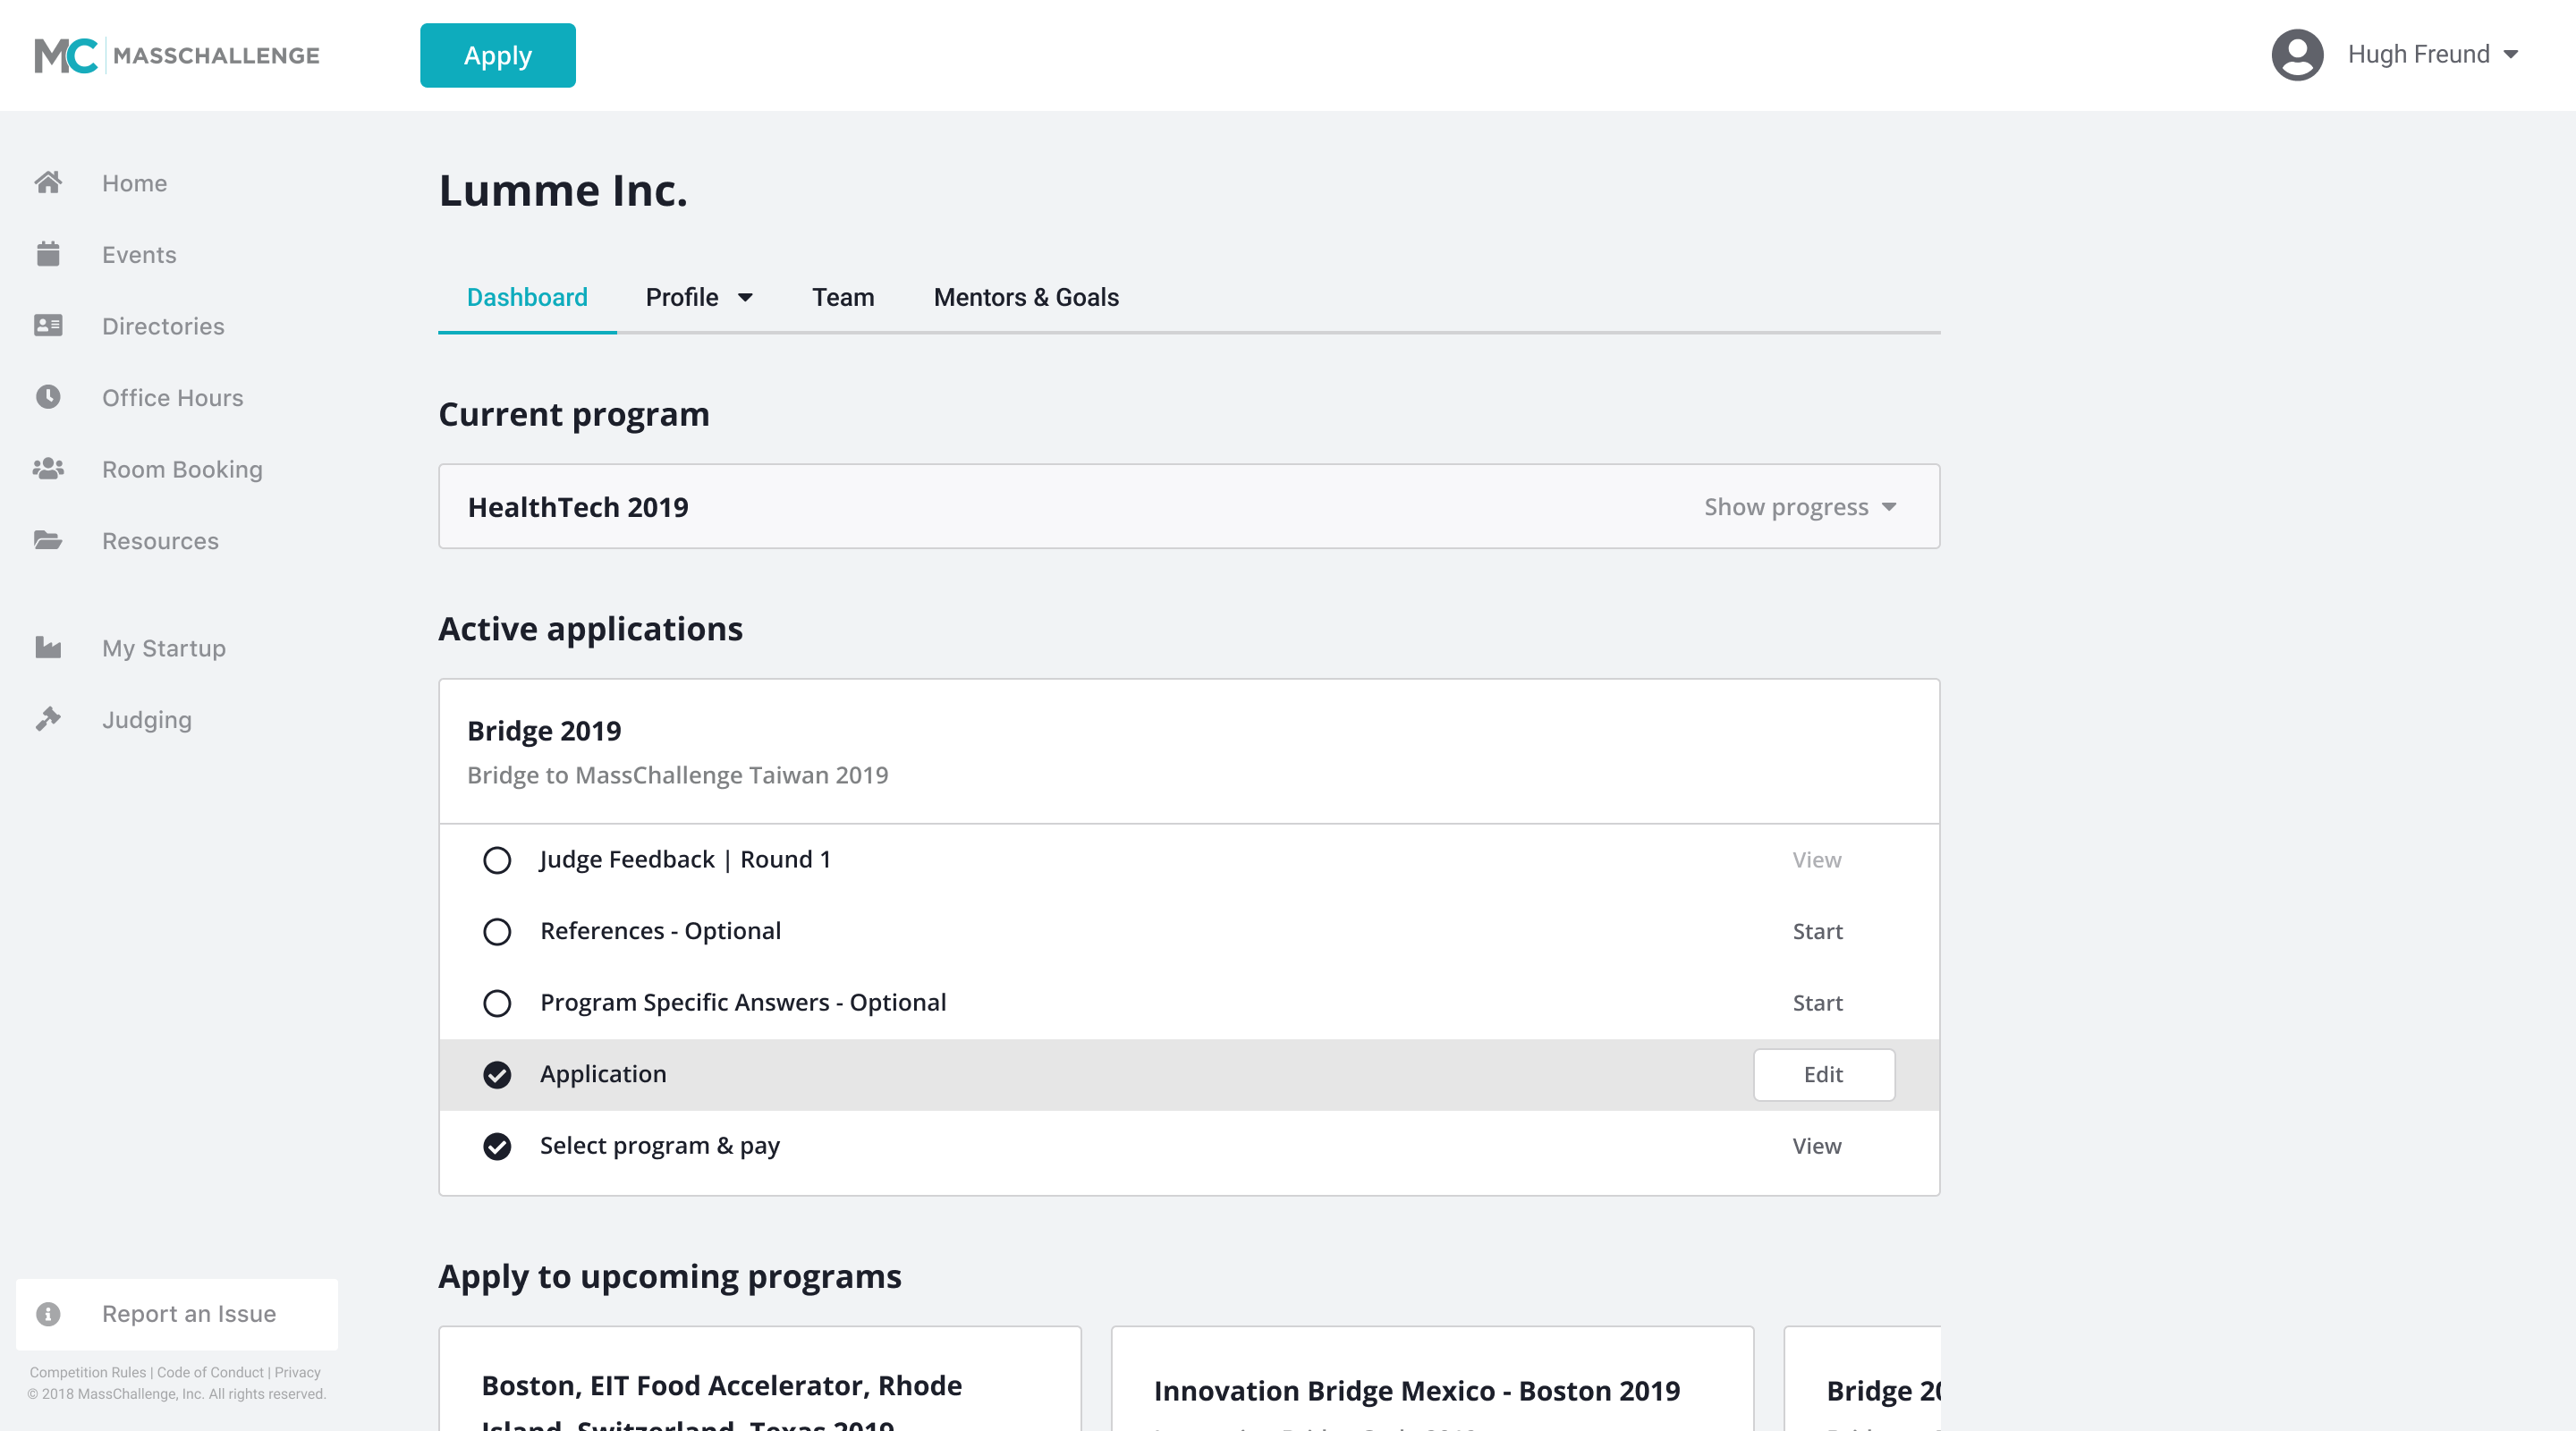 MC MASSCHALLENGE
Apply
Hugh Freund
Home
Events
Directories
Office Hours
Room Booking
Resources
My Startup
Judging
Report an Issue
Competition Rules | Code of Conduct | Privacy
© 2018 MassChallenge, Inc. All rights reserved.
Lumme Inc.
Dashboard Profile Team Mentors & Goals
Current program
HealthTech 2019 Show progress
Active applications
Bridge 2019
Bridge to MassChallenge Taiwan 2019
Judge Feedback | Round 1 View
References - Optional Start
Program Specific Answers - Optional Start
Application Edit
Select program & pay View
Apply to upcoming programs
Boston, EIT Food Accelerator, Rhode
Island, Switzerland, Texas 2019
Innovation Bridge Mexico - Boston 2019
Bridge 20